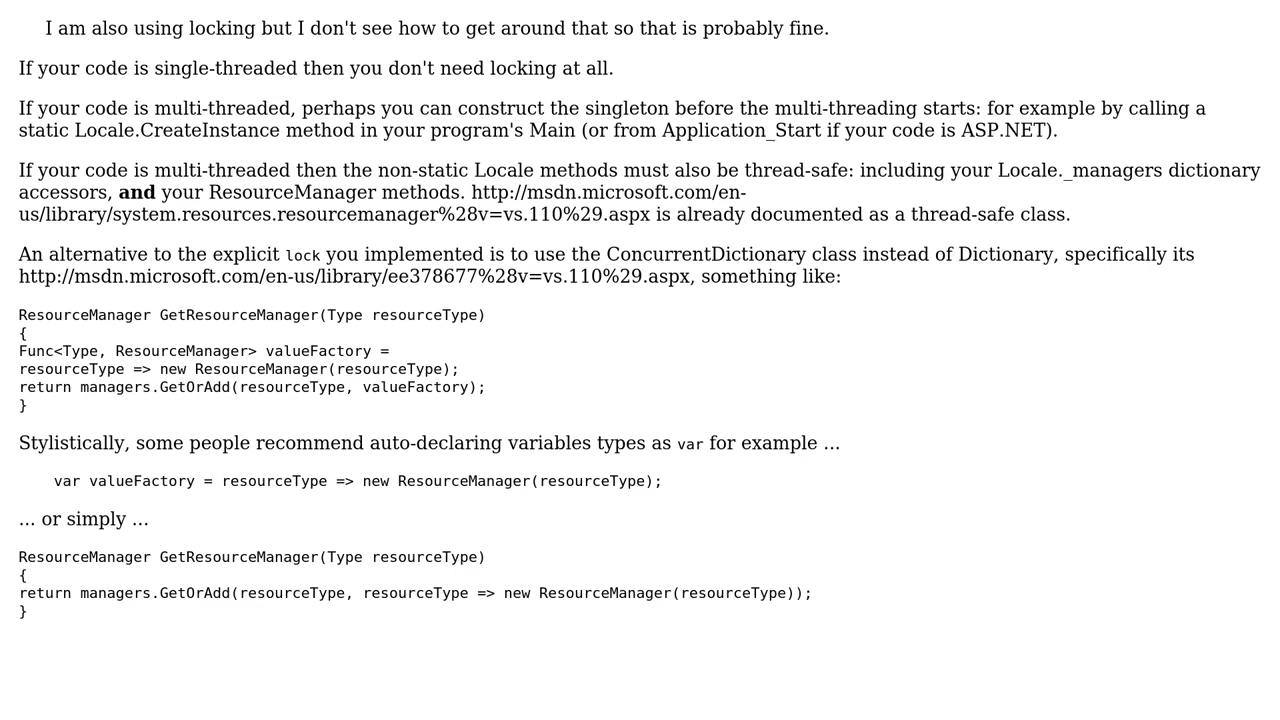 I am also using locking but I don't see how to get around that so that is probably fine.
If your code is single-threaded then you don't need locking at all.
If your code is multi-threaded, perhaps you can construct the singleton before the multi-threading starts: for example by calling a
static Locale.CreateInstance method in your program's Main (or from Application_Start if your code is ASP.NET).
If your code is multi-threaded then the non-static Locale methods must also be thread-safe: including your Locale._managers dictionary
accessors, and your ResourceManager methods. http://msdn.microsoft.com/en-
us/library/system.resources.resourcemanager%28v=vs.110%29.aspx is already documented as a thread-safe class.
An alternative to the explicit lock you implemented is to use the ConcurrentDictionary class instead of Dictionary, specifically its
http://msdn.microsoft.com/en-us/library/ee378677%28v=vs.110%29.aspx, something like:
ResourceManager GetResourceManager(Type resourceType)
{
Func<Type, ResourceManager> valueFactory =
resourceType => new ResourceManager(resourceType);
return managers.GetOrAdd(resourceType, valueFactory);
}
Stylistically, some people recommend auto-declaring variables types as var for example ...
var valueFactory = resourceType => new ResourceManager(resourceType);
... or simply ...
ResourceManager GetResourceManager(Type resourceType)
{
return managers.GetOrAdd(resourceType, resourceType => new ResourceManager(resourceType));
}